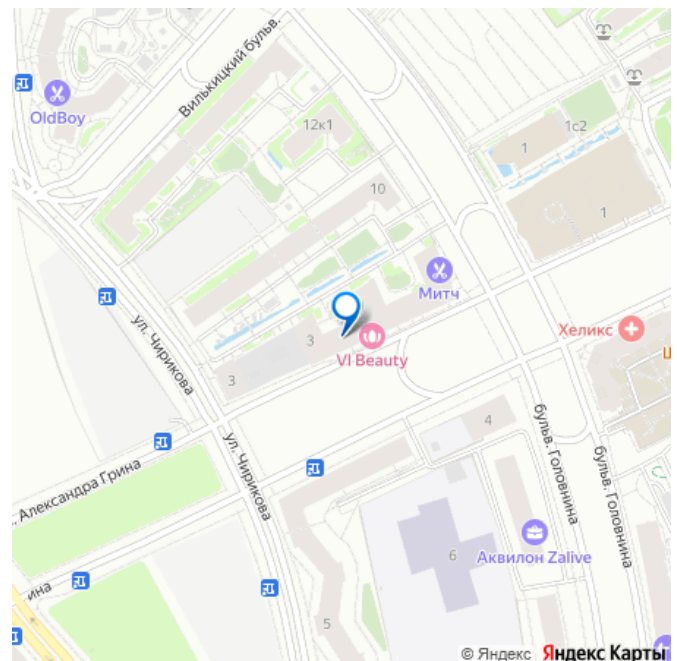 Вилькицкий бульв.
OldBoy
12к1
1с2
1
10
1
Митч
ул. Чирикова
3
VI Beauty
Хеликс
3
4
бульв. Головнина
бульв. Головнина
ул. Чирикова
Александра Грина
Аквилон Zalive
6
ина
5
© Яндекс Яндекс Карты